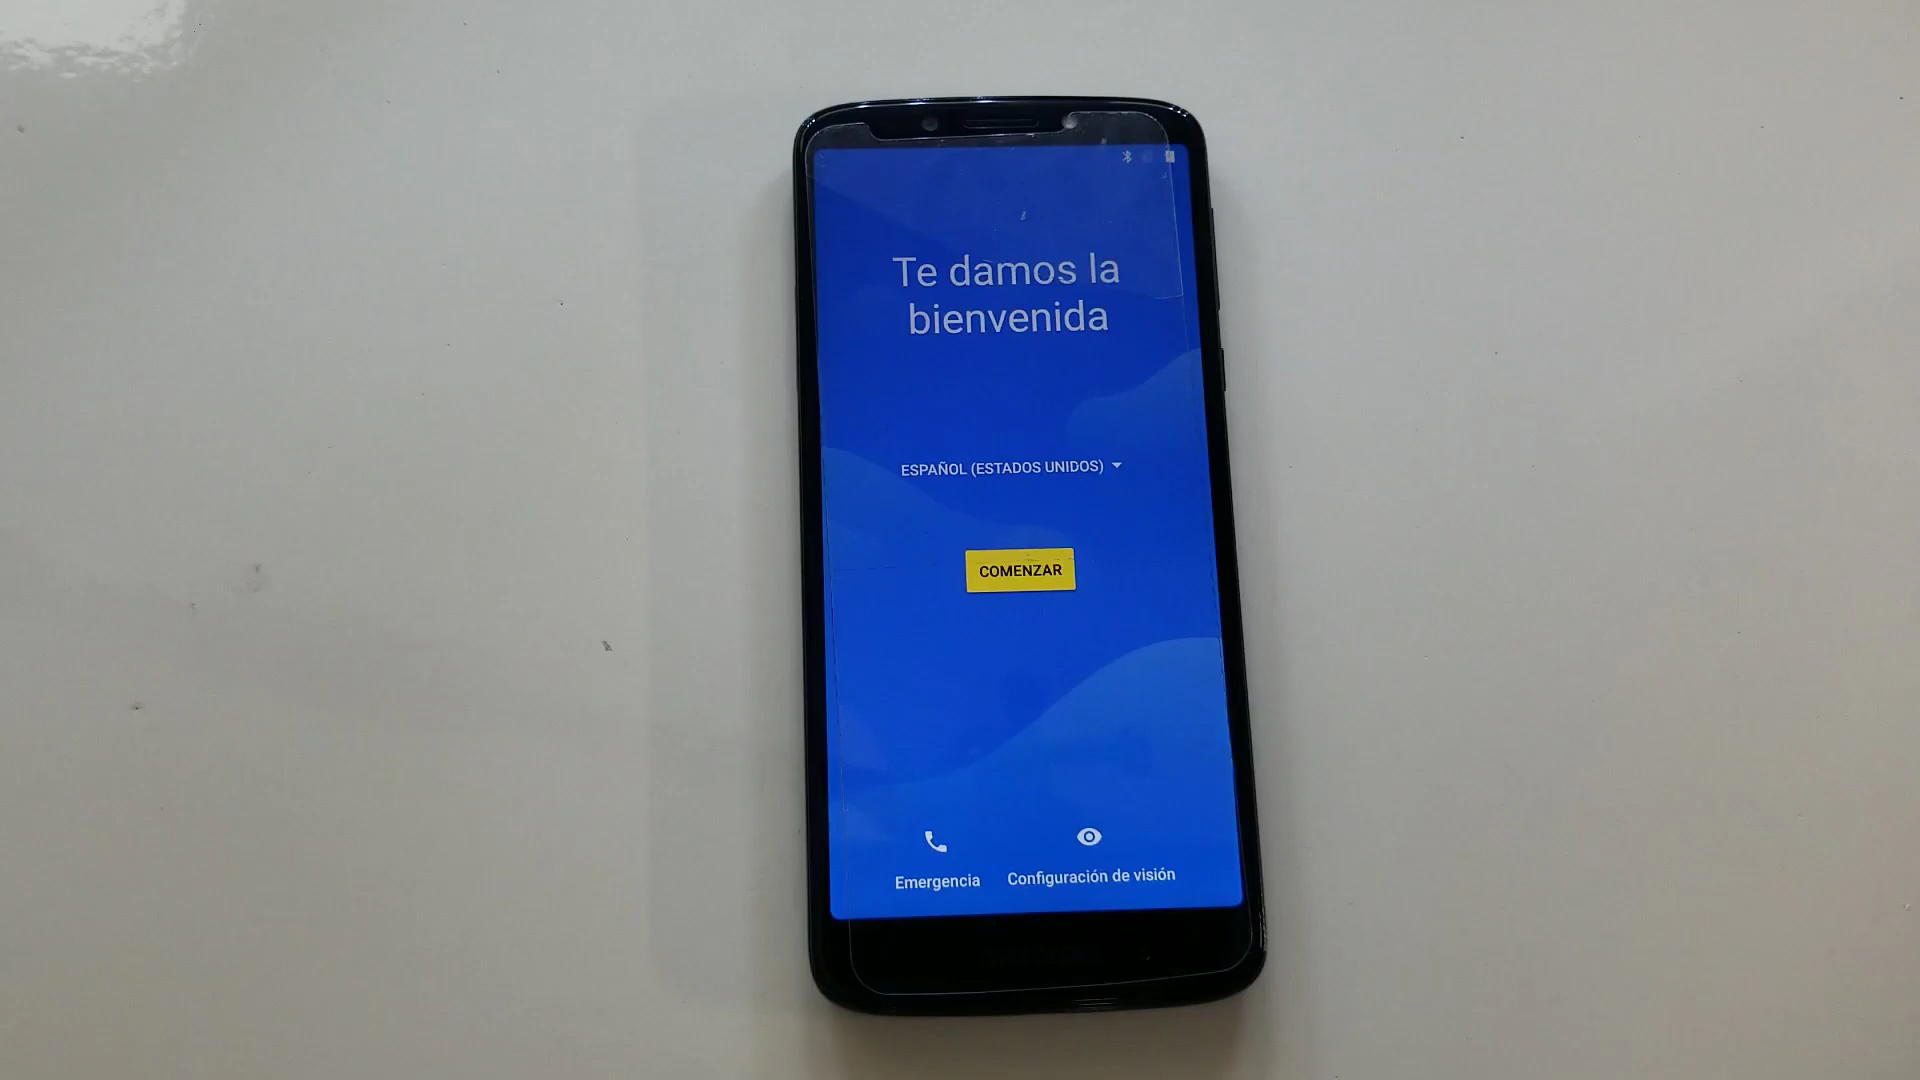 Te damos la
bienvenida
ESPAÑOL (ESTADOS UNIDOS)
COMENZAR
Emergencia
Configuración de visión